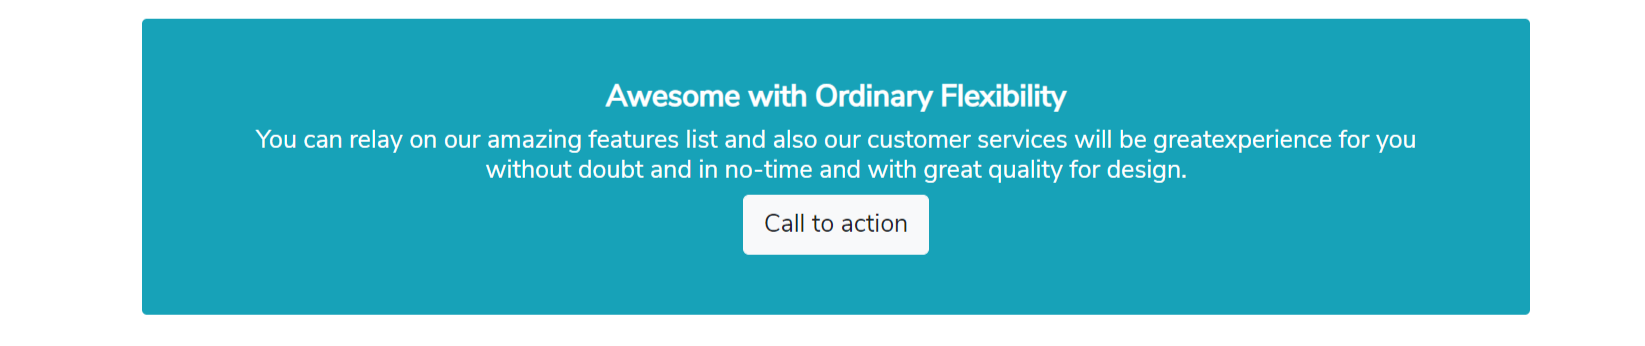 Awesome with Ordinary Flexibility
You can relay on our amazing features list and also our customer services will be greatexperience for you
without doubt and in no-time and with great quality for design.
Call to action